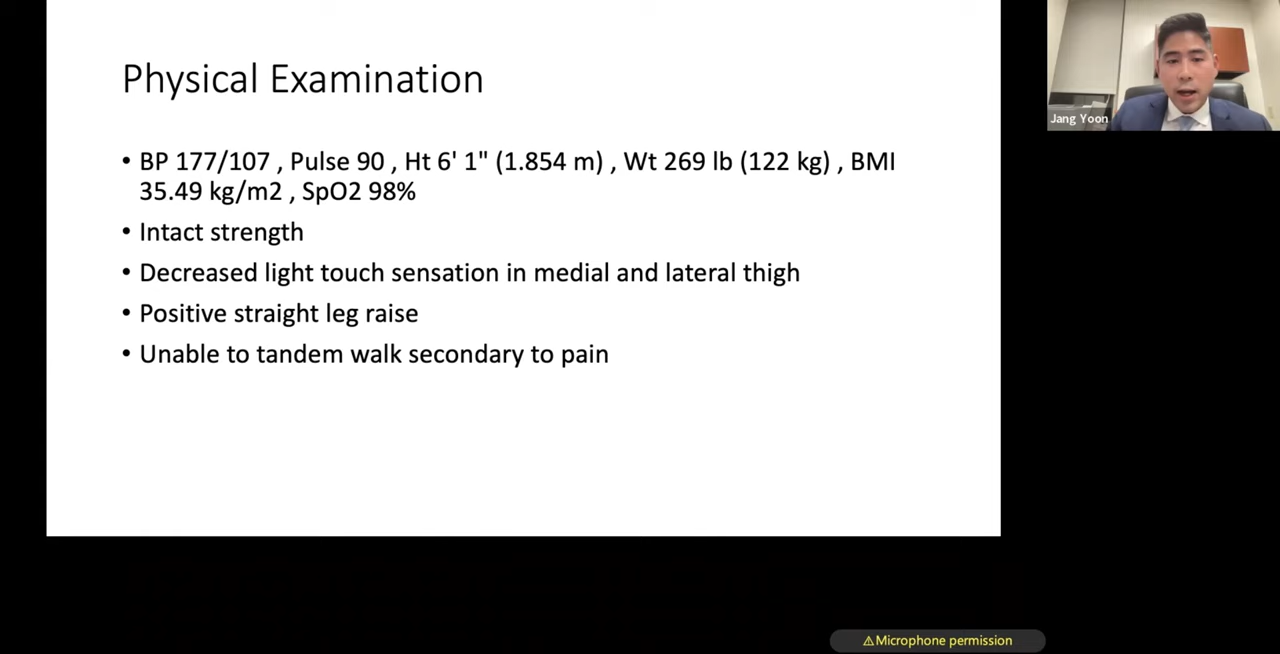 Physical Examination
• BP 177/107 , Pulse 90 , Ht 6' 1" (1.854 m) , Wt 269 lb (122 kg) , BMI
35.49 kg/m2 , SpO2 98%
• Intact strength
• Decreased light touch sensation in medial and lateral thigh
• Positive straight leg raise
• Unable to tandem walk secondary to pain
Jang Yoon
⚠Microphone permission